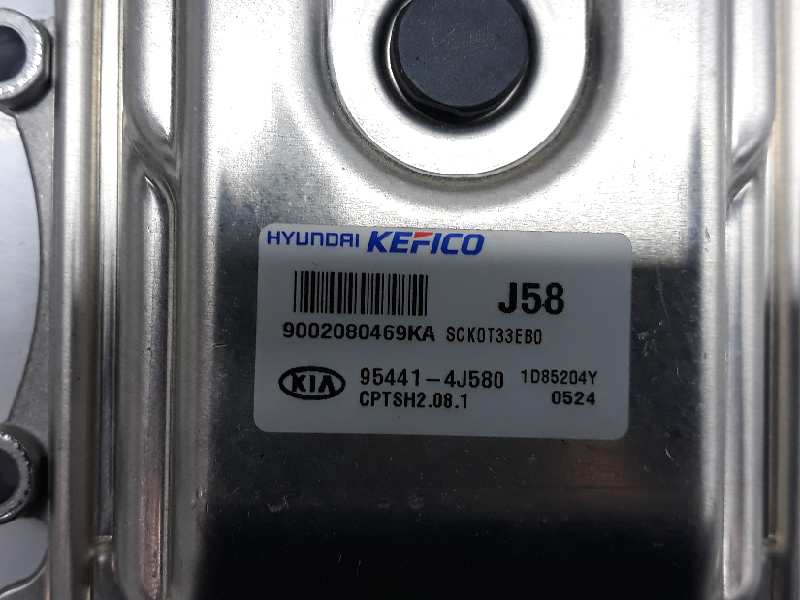 HYUNDAI KEFICO
J58
9002080469KA SCK0T33EB0
KIA 95441-4J580 1D85204Y
CPTSH2.08.1 0524